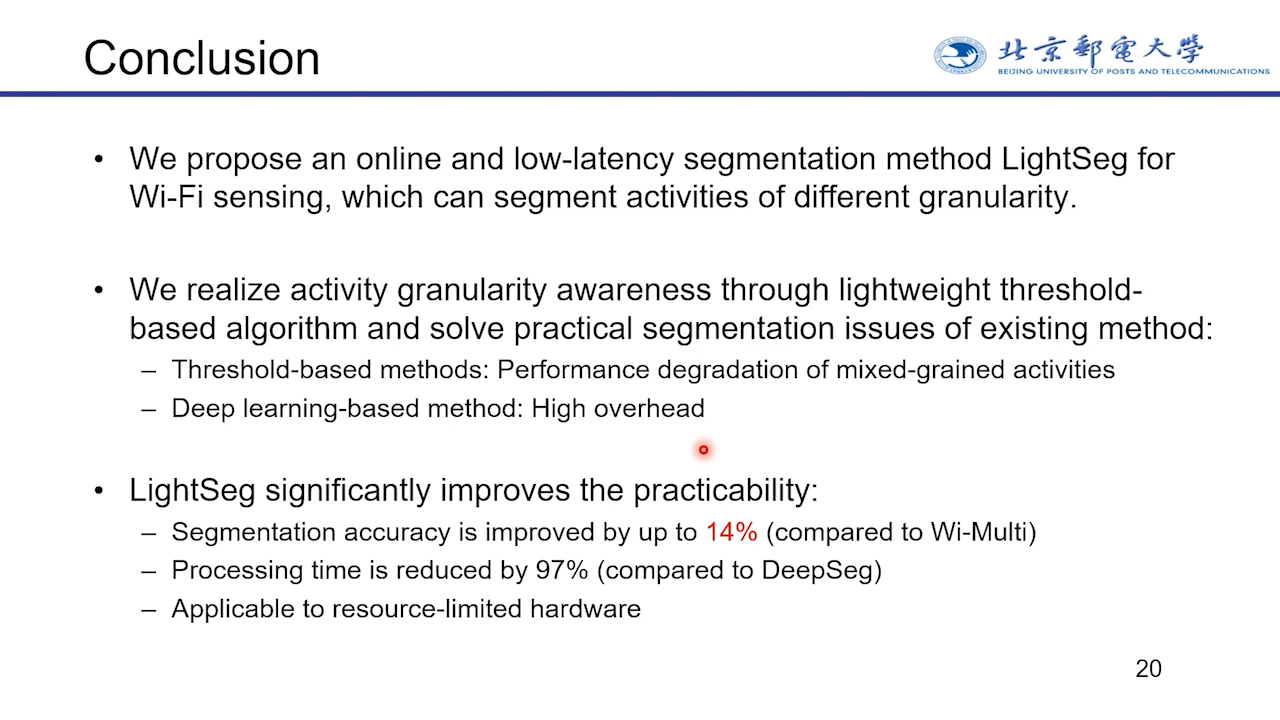 Conclusion
北京郵電大學
BEIJING UNIVERSITY OF POSTS AND TELECOMMUNICATIONS
• We propose an online and low-latency segmentation method LightSeg for
Wi-Fi sensing, which can segment activities of different granularity.
• We realize activity granularity awareness through lightweight threshold-
based algorithm and solve practical segmentation issues of existing method:
– Threshold-based methods: Performance degradation of mixed-grained activities
– Deep learning-based method: High overhead
• LightSeg significantly improves the practicability:
– Segmentation accuracy is improved by up to 14% (compared to Wi-Multi)
– Processing time is reduced by 97% (compared to DeepSeg)
– Applicable to resource-limited hardware
20